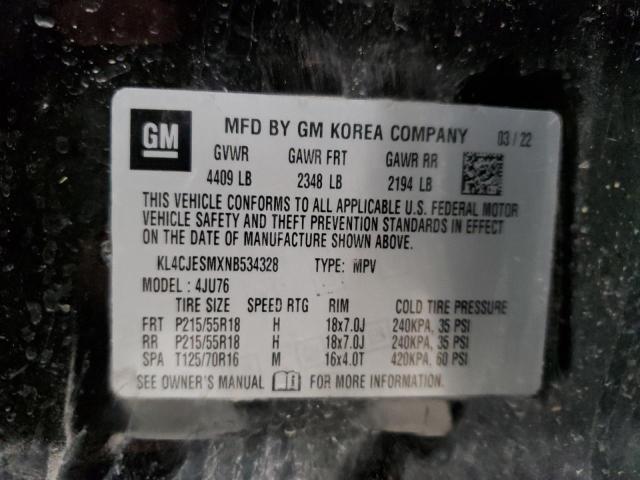 GM MFD BY GM KOREA COMPANY 03/22
GVWR GAWR FRT GAWR RR
4409 LB 2348 LB 2194 LB
THIS VEHICLE CONFORMS TO ALL APPLICABLE U.S. FEDERAL MOTOR
VEHICLE SAFETY AND THEFT PREVENTION STANDARDS IN EFFECT
ON THE DATE OF MANUFACTURE SHOWN ABOVE.
KL4CJESMXNB534328 TYPE: MPV
MODEL: 4JU76
TIRE SIZE SPEED RTG RIM COLD TIRE PRESSURE
FRT P215/55R18 H 18x7.0J 240KPA, 35 PSI
RR P215/55R18 H 18x7.0J 240KPA, 35 PSI
SPA T125/70R16 M 16x4.0T 420KPA, 60 PSI
SEE OWNER'S MANUAL FOR MORE INFORMATION.